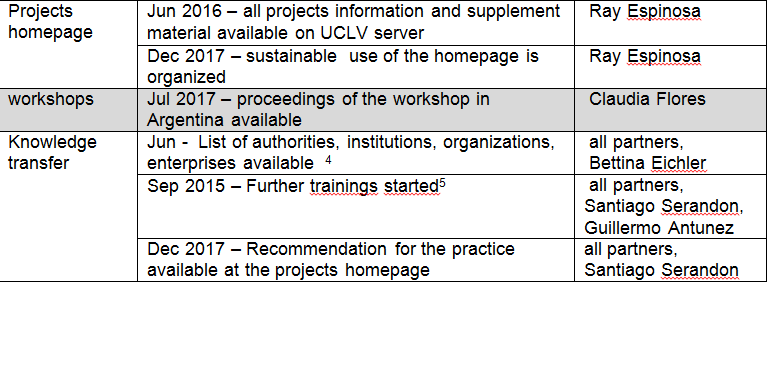 Projects homepage
Jun 2016 – all projects information and supplement
material available on UCLV server
Ray Espinosa
Dec 2017 – sustainable use of the homepage is
organized
Ray Espinosa
workshops
Jul 2017 – proceedings of the workshop in
Argentina available
Claudia Flores
Knowledge
transfer
Jun - List of authorities, institutions, organizations,
enterprises available 4
all partners,
Bettina Eichler
Sep 2015 – Further trainings started5
all partners,
Santiago Serandon,
Guillermo Antunez
Dec 2017 – Recommendation for the practice
available at the projects homepage
all partners,
Santiago Serandon